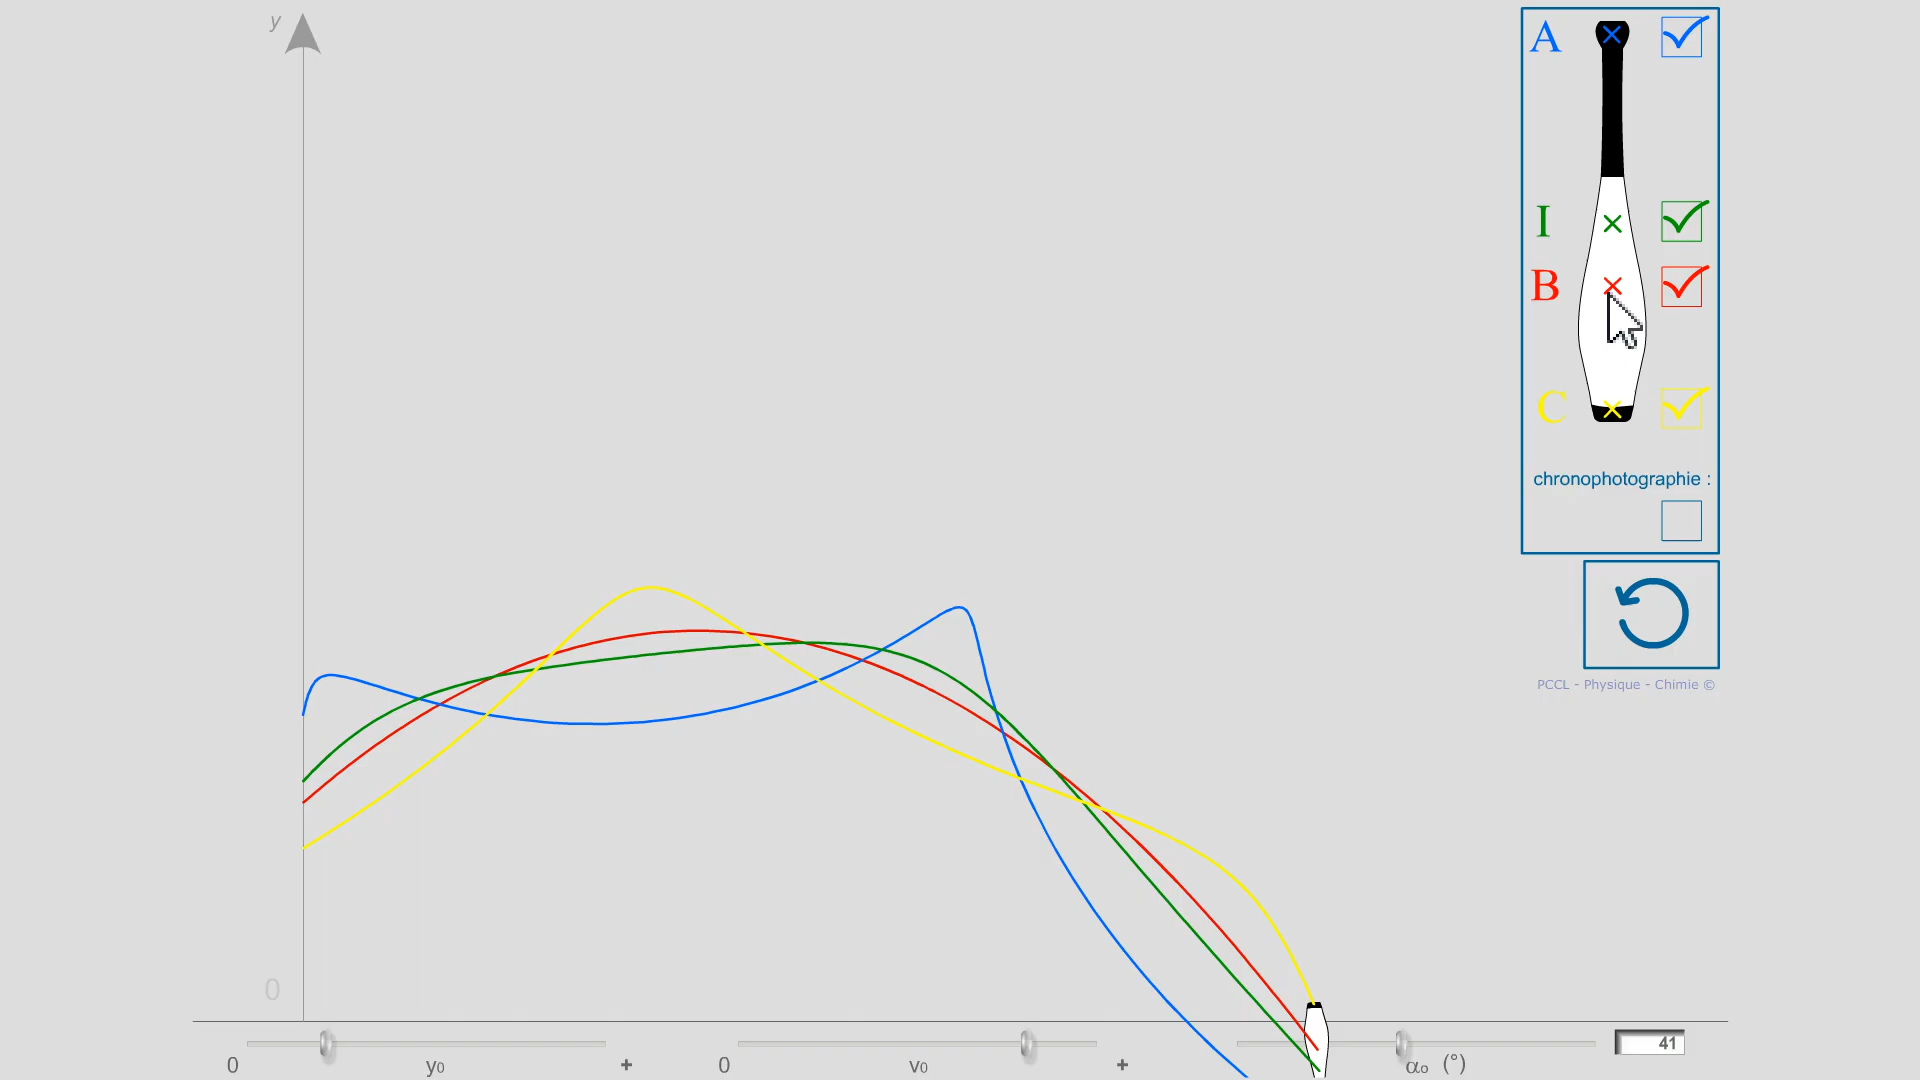 y
A
I
B
C
chronophotographie :
PCCL - Physique - Chimie ©
0
0 y₀ + 0 v₀ + α₀ (°) 41